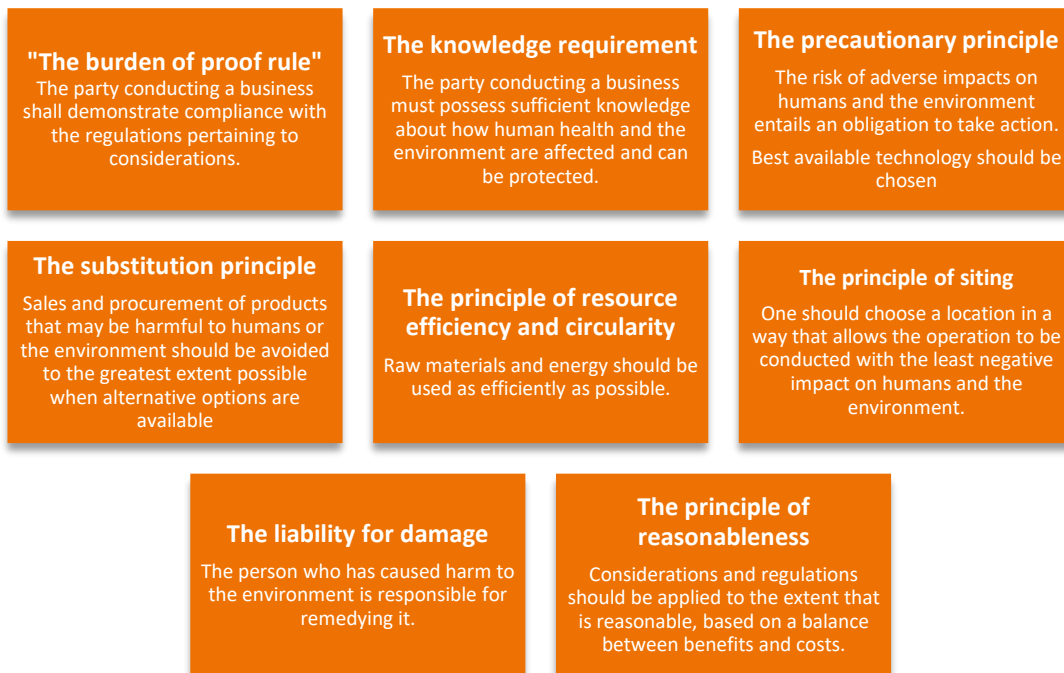 "The burden of proof rule"
The party conducting a business
shall demonstrate compliance with
the regulations pertaining to
considerations.
The knowledge requirement
The party conducting a business
must possess sufficient knowledge
about how human health and the
environment are affected and can
be protected.
The precautionary principle
The risk of adverse impacts on
humans and the environment
entails an obligation to take action.
Best available technology should be
chosen
The substitution principle
Sales and procurement of products
that may be harmful to humans or
the environment should be avoided
to the greatest extent possible
when alternative options are
available
The principle of resource
efficiency and circularity
Raw materials and energy should be
used as efficiently as possible.
The principle of siting
One should choose a location in a
way that allows the operation to be
conducted with the least negative
impact on humans and the
environment.
The liability for damage
The person who has caused harm to
the environment is responsible for
remedying it.
The principle of
reasonableness
Considerations and regulations
should be applied to the extent that
is reasonable, based on a balance
between benefits and costs.